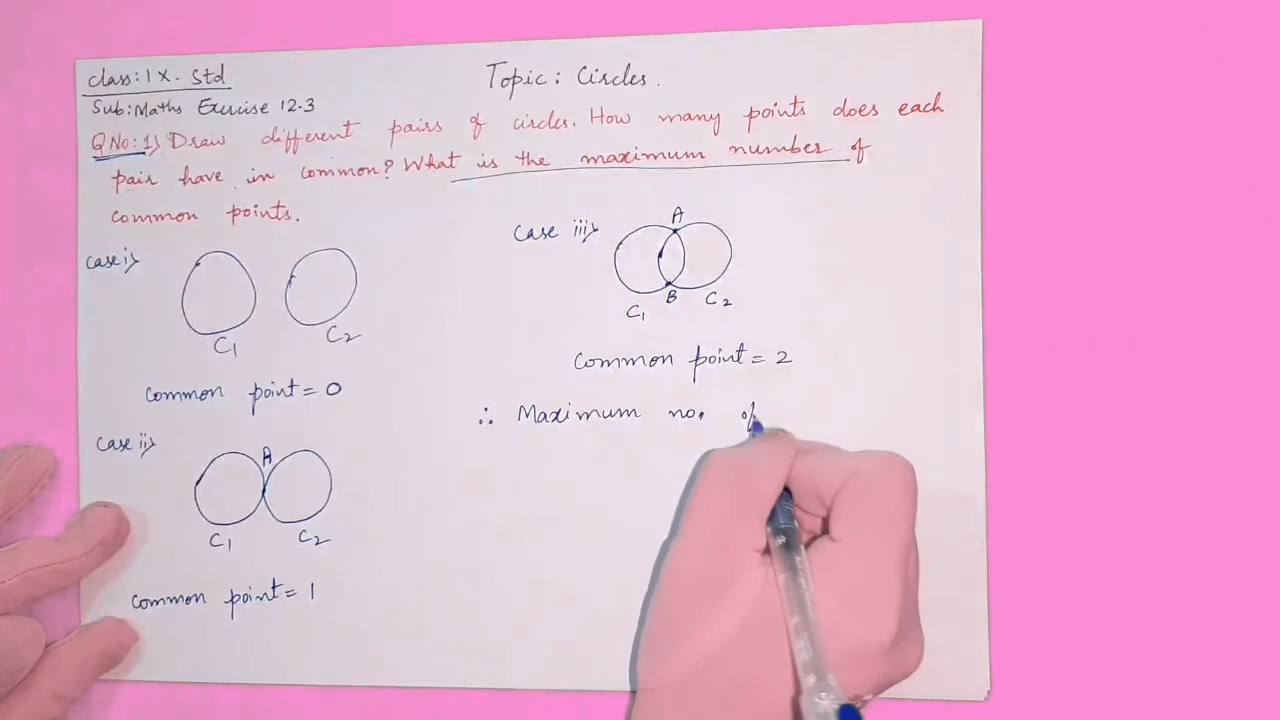 Class: IX. Std
Topic: Circles.
Sub: Maths Exercise 12.3
Q No: 1) Draw different pairs of circles. How many points does each
pair have in common? What is the maximum number of
common points.
Case i)
C1 C2
Common point = 0
Case ii)
A
C1 C2
Common point = 1
Case iii)
A
B
C1 C2
Common point = 2
∴ Maximum no. of